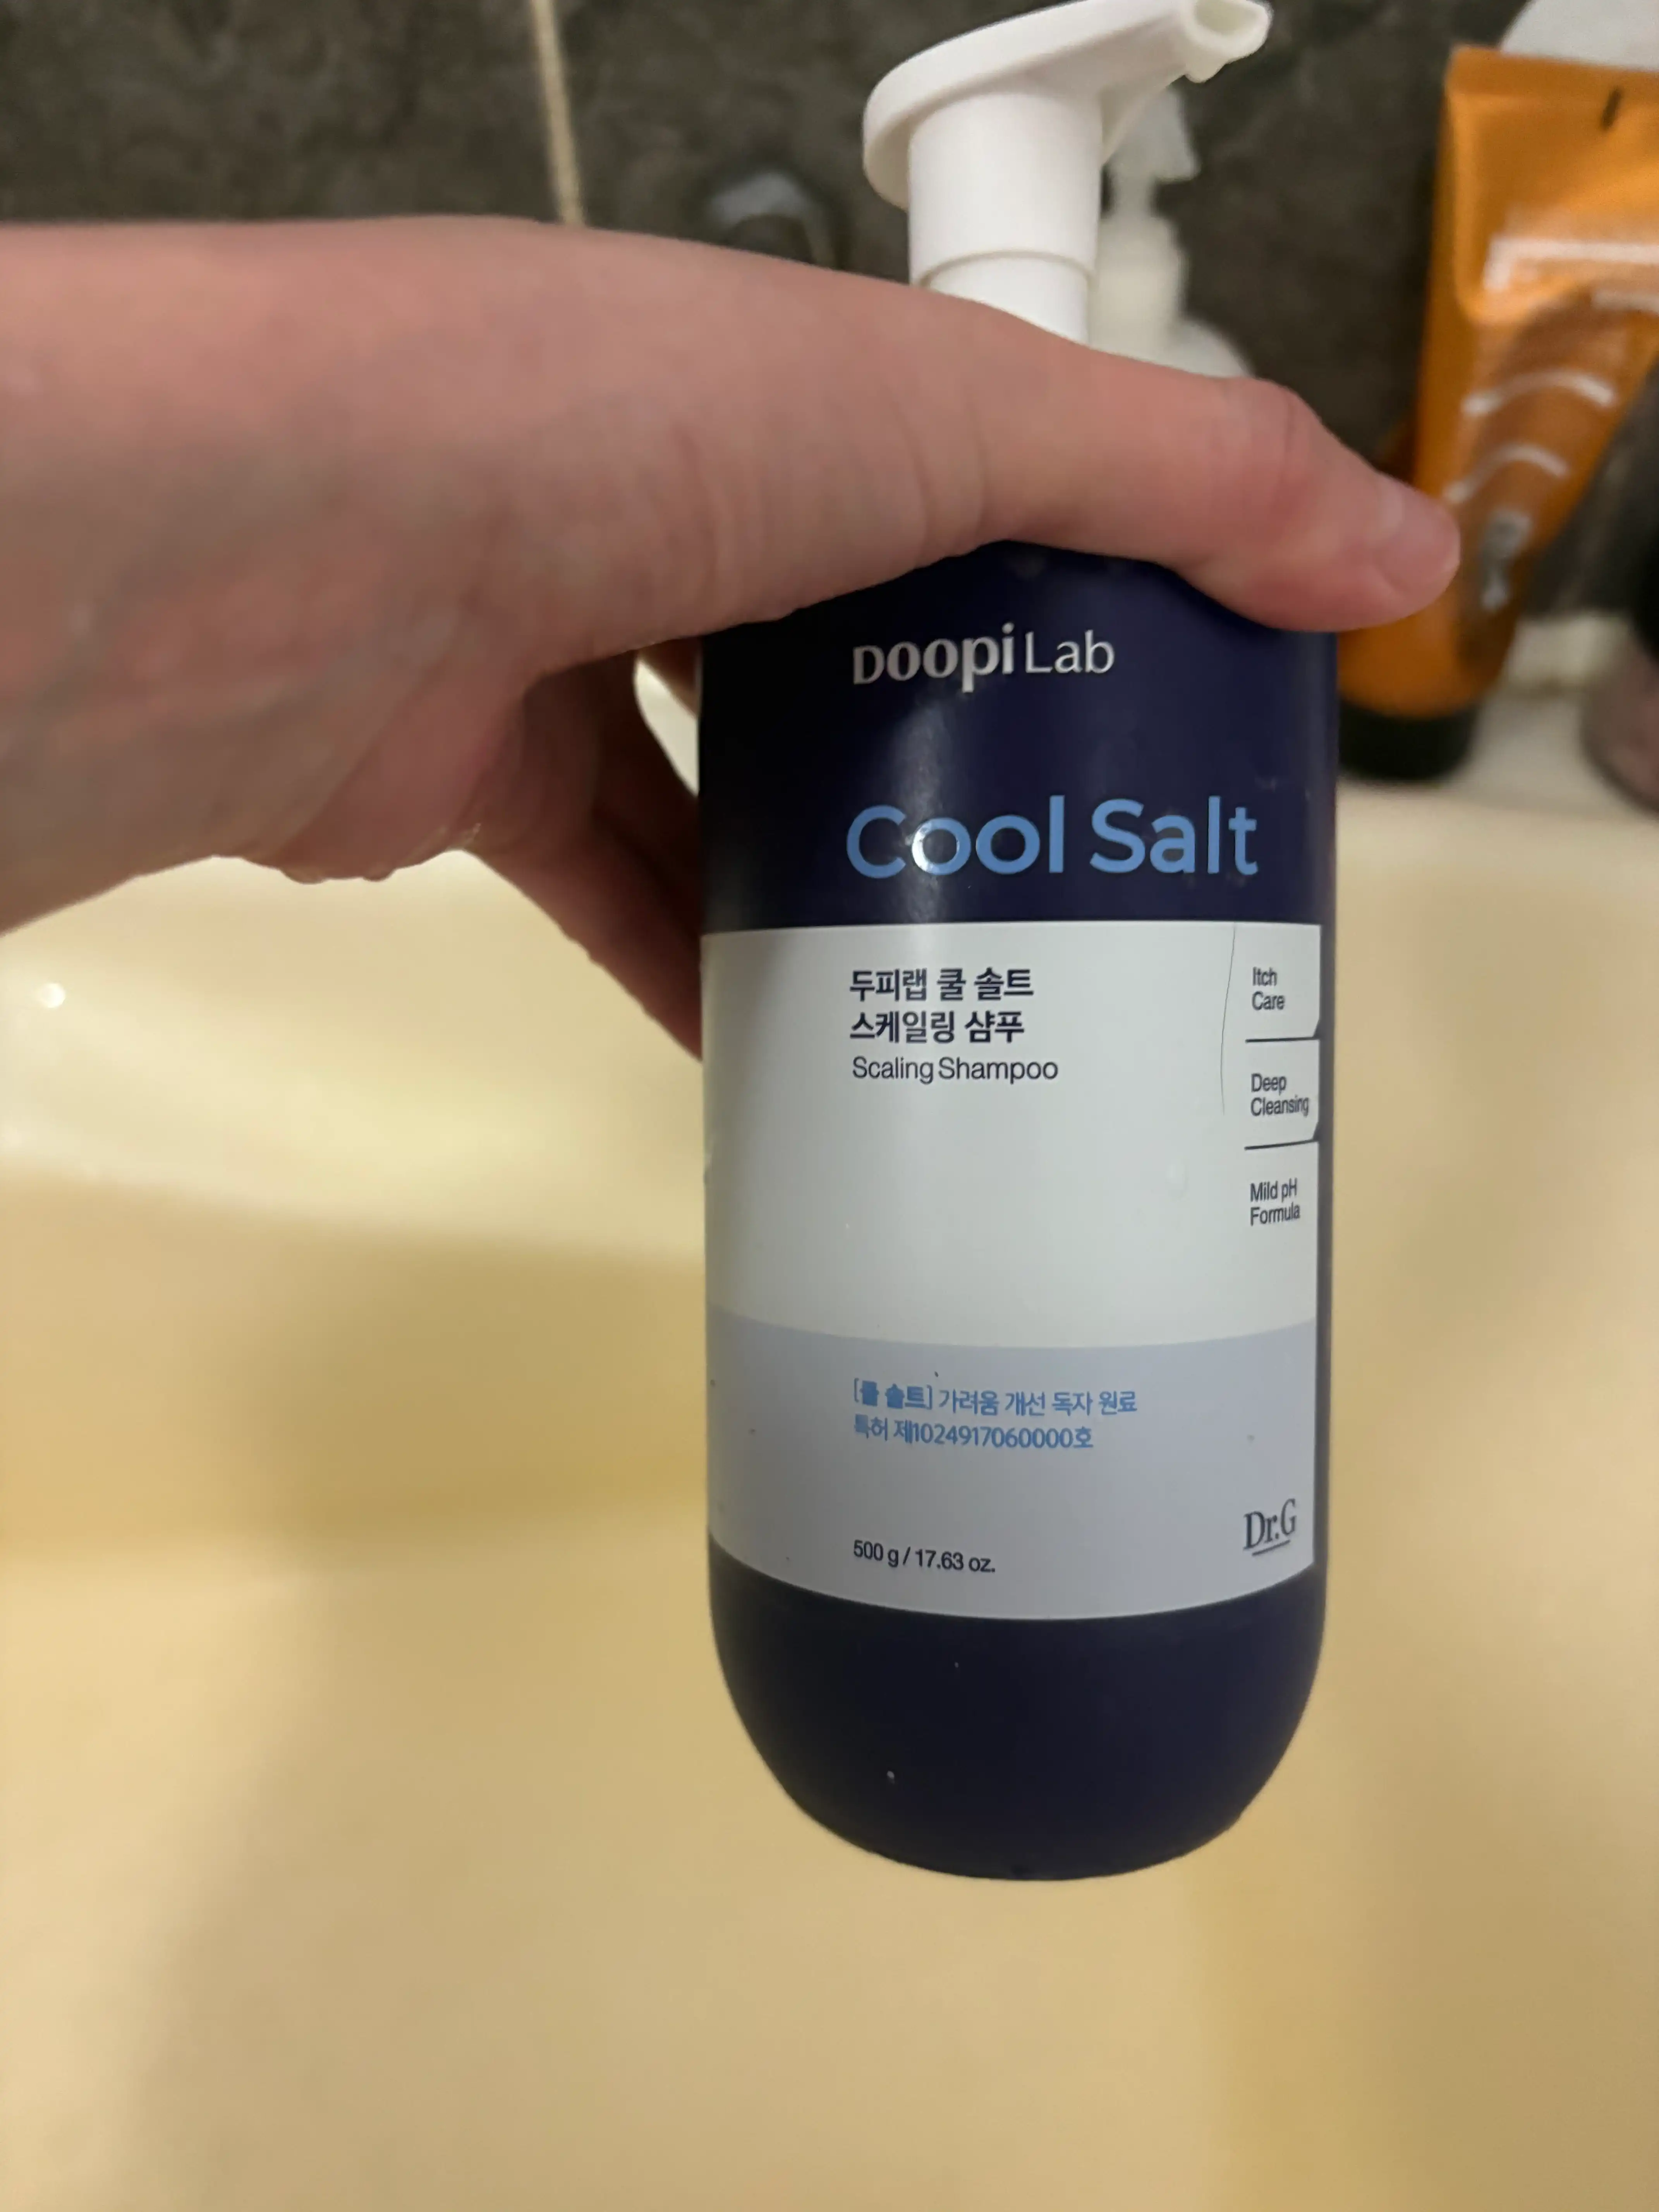 DOOpi Lab
Cool Salt
두피랩 쿨 솔트
스케일링 샴푸
Scaling Shampoo
Itch
Care
Deep
Cleansing
Mild pH
Formula
[쿨 솔트] 가려움 개선 독자 원료
특허 제1024917060000호
500 g / 17.63 oz.
Dr.G